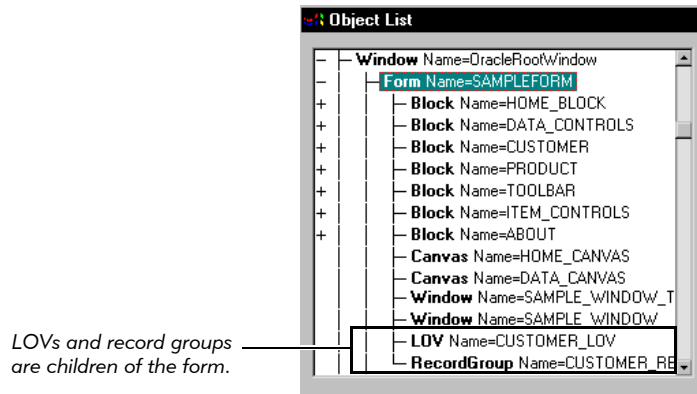 Object List
Window Name=OracleRootWindow
Form Name=SAMPLEFORM
Block Name=HOME_BLOCK
Block Name=DATA_CONTROLS
Block Name=CUSTOMER
Block Name=PRODUCT
Block Name=TOOLBAR
Block Name=ITEM_CONTROLS
Block Name=ABOUT
Canvas Name=HOME_CANVAS
Canvas Name=DATA_CANVAS
Window Name=SAMPLE_WINDOW_T
Window Name=SAMPLE_WINDOW
LOV Name=CUSTOMER_LOV
RecordGroup Name=CUSTOMER_RE
LOVs and record groups
are children of the form.